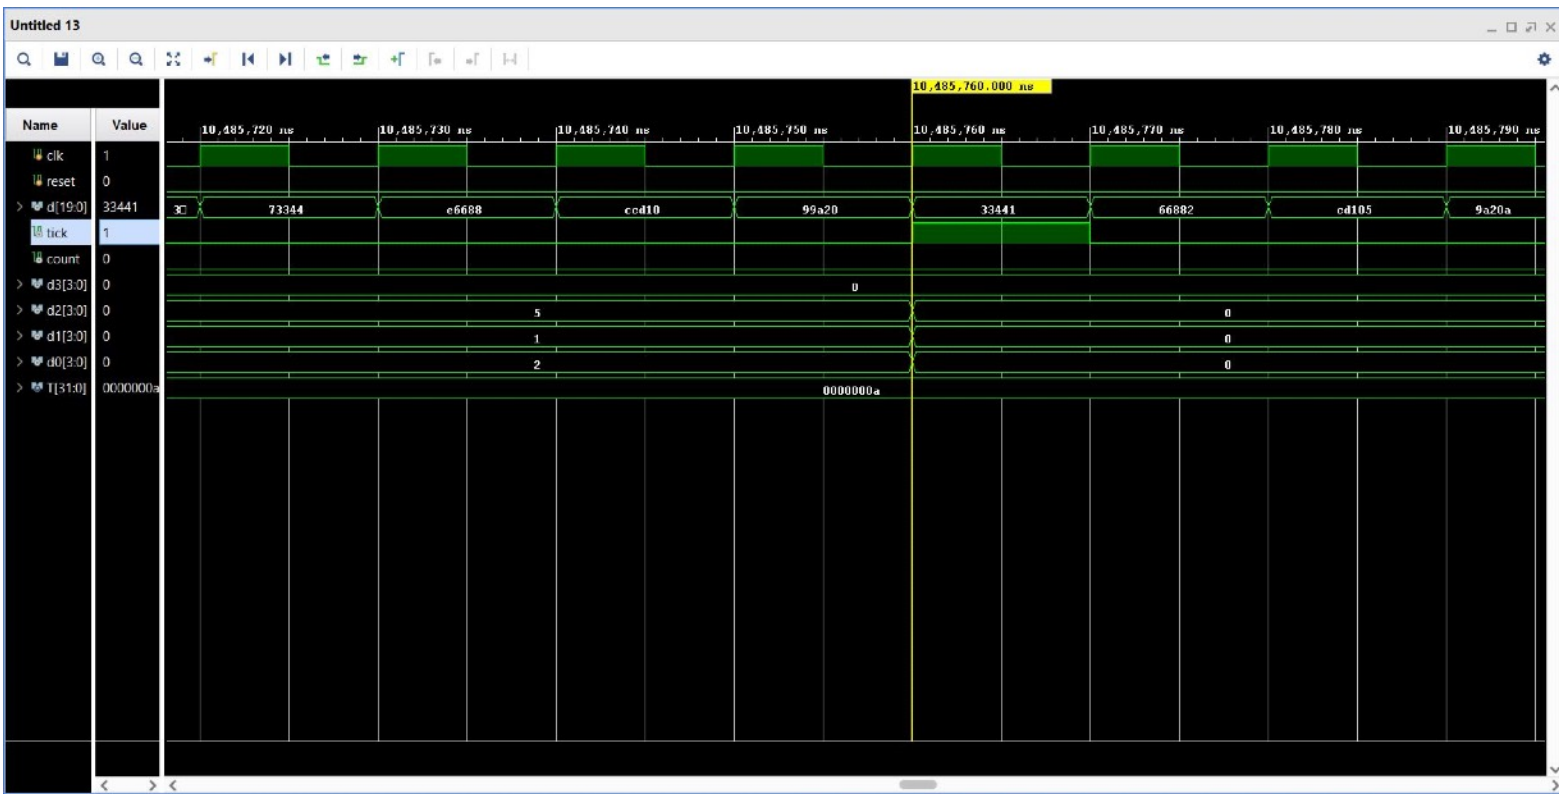 Untitled 13
10,485,760.000 ns
Name Value 10,485,720 ns 10,485,730 ns 10,485,740 ns 10,485,750 ns 10,485,760 ns 10,485,770 ns 10,485,780 ns 10,485,790 ns
clk 1
reset 0
d[19:0] 33441 3 73344 e6688 ccd10 99a20 33441 66882 cd105 9a20a
tick 1
count 0
d3[3:0] 0 0
d2[3:0] 0 5 0
d1[3:0] 0 1 0
d0[3:0] 0 2 0
T[31:0] 0000000a 0000000a